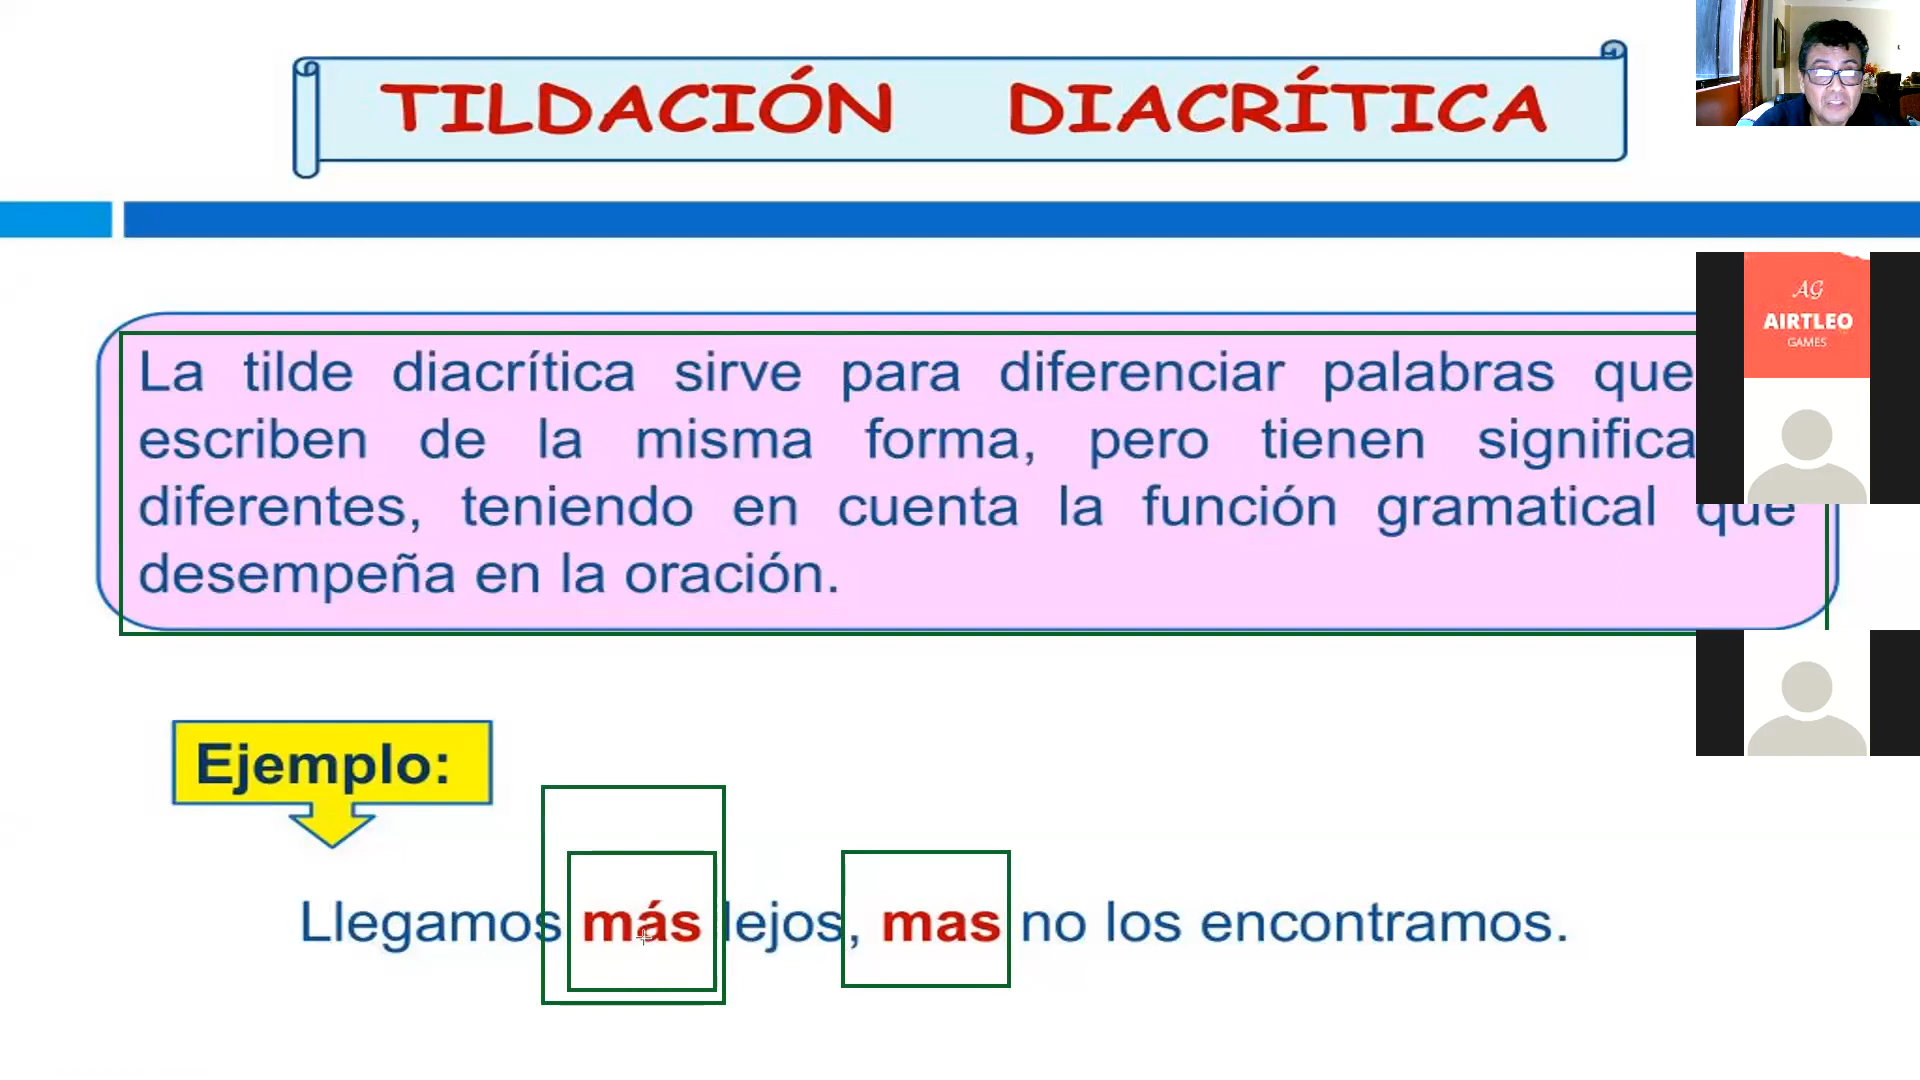 TILDACIÓN DIACRÍTICA
La tilde diacrítica sirve para diferenciar palabras que
escriben de la misma forma, pero tienen significa
diferentes, teniendo en cuenta la función gramatical que
desempeña en la oración.
Ejemplo:
Llegamos más lejos, mas no los encontramos.
AG
AIRTLEO
GAMES